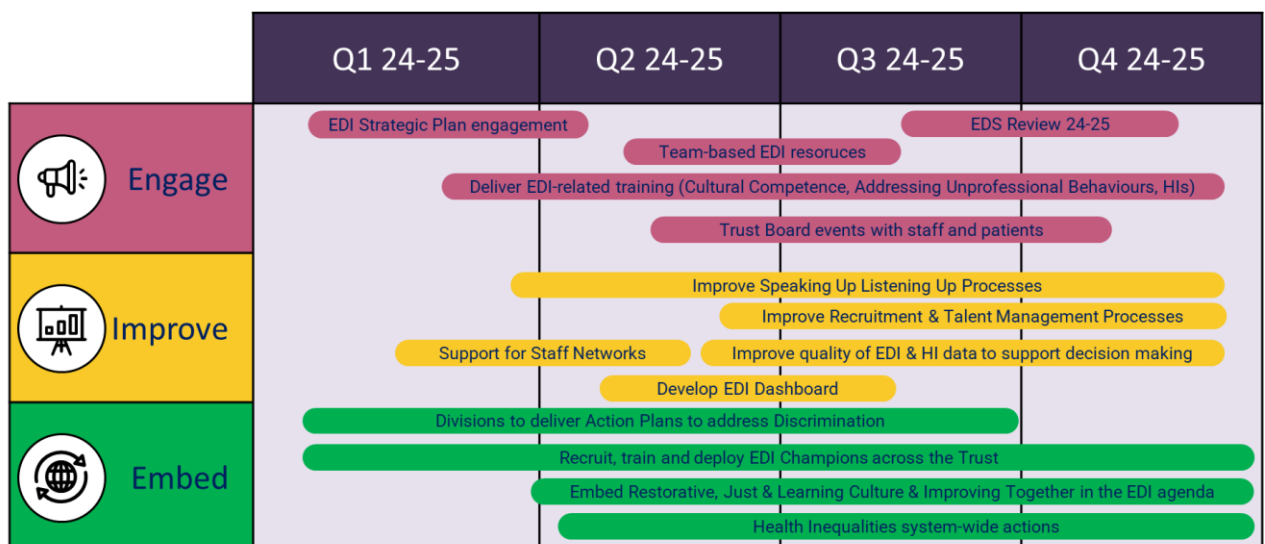 Q1 24-25
Q2 24-25
Q3 24-25
Q4 24-25
Engage
EDI Strategic Plan engagement
EDS Review 24-25
Team-based EDI resoruces
Deliver EDI-related training (Cultural Competence, Addressing Unprofessional Behaviours, HIs)
Trust Board events with staff and patients
Improve
Improve Speaking Up Listening Up Processes
Improve Recruitment & Talent Management Processes
Support for Staff Networks
Improve quality of EDI & HI data to support decision making
Develop EDI Dashboard
Embed
Divisions to deliver Action Plans to address Discrimination
Recruit, train and deploy EDI Champions across the Trust
Embed Restorative, Just & Learning Culture & Improving Together in the EDI agenda
Health Inequalities system-wide actions